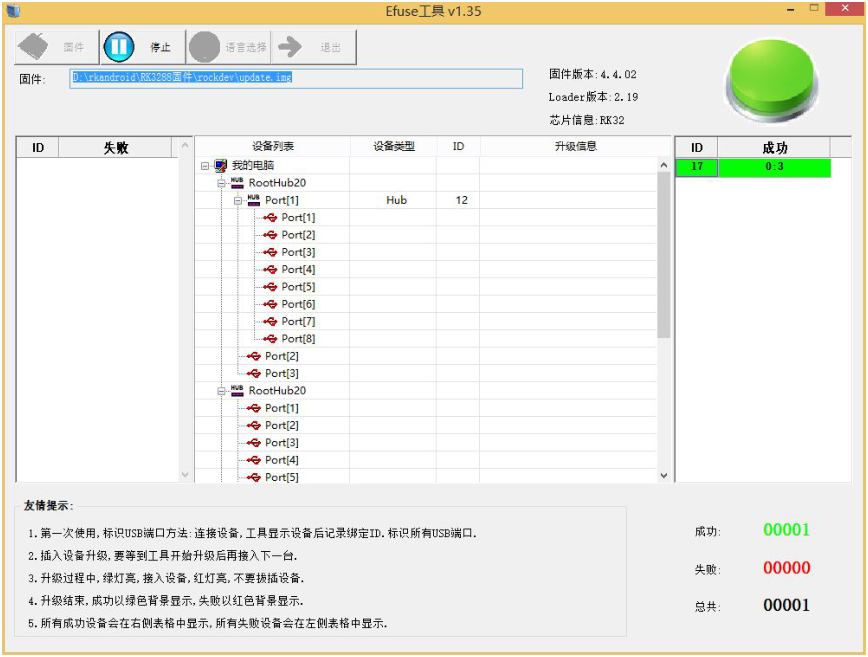 Efuse工具 v1.35
固件 停止 语言选择 退出
固件: D:\rkandroid\RK3288固件\rockdev\update.img
固件版本:4.4.02
Loader版本:2.19
芯片信息:RK32
ID 失败
设备列表 设备类型 ID 升级信息
我的电脑
HUB RootHub20
HUB Port[1] Hub 12
Port[1]
Port[2]
Port[3]
Port[4]
Port[5]
Port[6]
Port[7]
Port[8]
Port[2]
Port[3]
HUB RootHub20
Port[1]
Port[2]
Port[3]
Port[4]
Port[5]
ID 成功
17 0:3
友情提示:
1.第一次使用,标识USB端口方法:连接设备,工具显示设备后记录绑定ID.标识所有USB端口.
2.插入设备升级,要等到工具开始升级后再接入下一台.
3.升级过程中,绿灯亮,接入设备,红灯亮,不要拔插设备.
4.升级结束,成功以绿色背景显示,失败以红色背景显示.
5.所有成功设备会在右侧表格中显示,所有失败设备会在左侧表格中显示.
成功: 00001
失败: 00000
总共: 00001